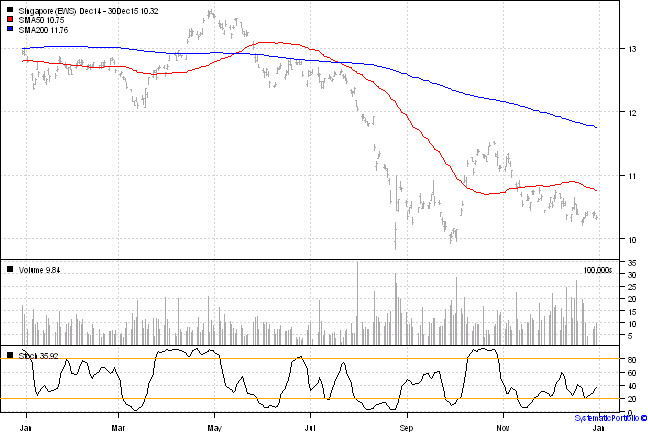 Singapore (EWS) Dec14 - 30Dec15 10.32
SMA50 10.75
SMA200 11.76
13
12
11
10
Volume 9.84
100,000s
35
30
25
20
15
10
5
Stoch 35.92
80
60
40
20
0
Jan Mar May Jul Sep Nov Jan
SystematicPortfolio ©